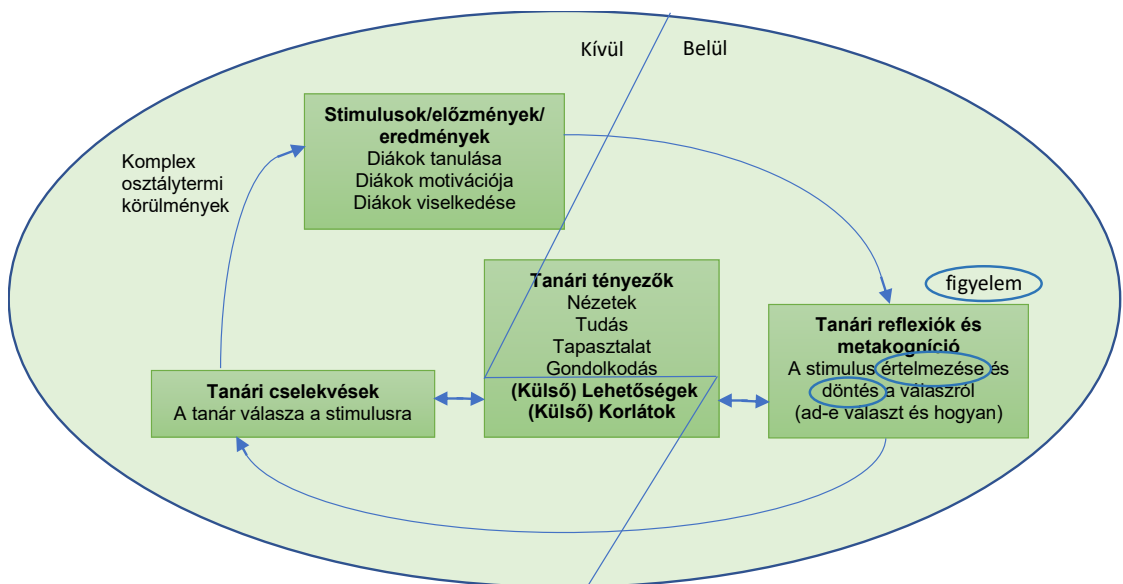 Kívül
Belül
Stimulusok/előzmények/
eredmények
Diákok tanulása
Diákok motivációja
Diákok viselkedése
Komplex
osztálytermi
körülmények
Tanári tényezők
Nézetek
Tudás
Tapasztalat
Gondolkodás
(Külső) Lehetőségek
(Külső) Korlátok
figyelem
Tanári reflexiók és
metakogníció
A stimulus értelmezése és
döntés a válaszról
(ad-e választ és hogyan)
Tanári cselekvések
A tanár válasza a stimulusra